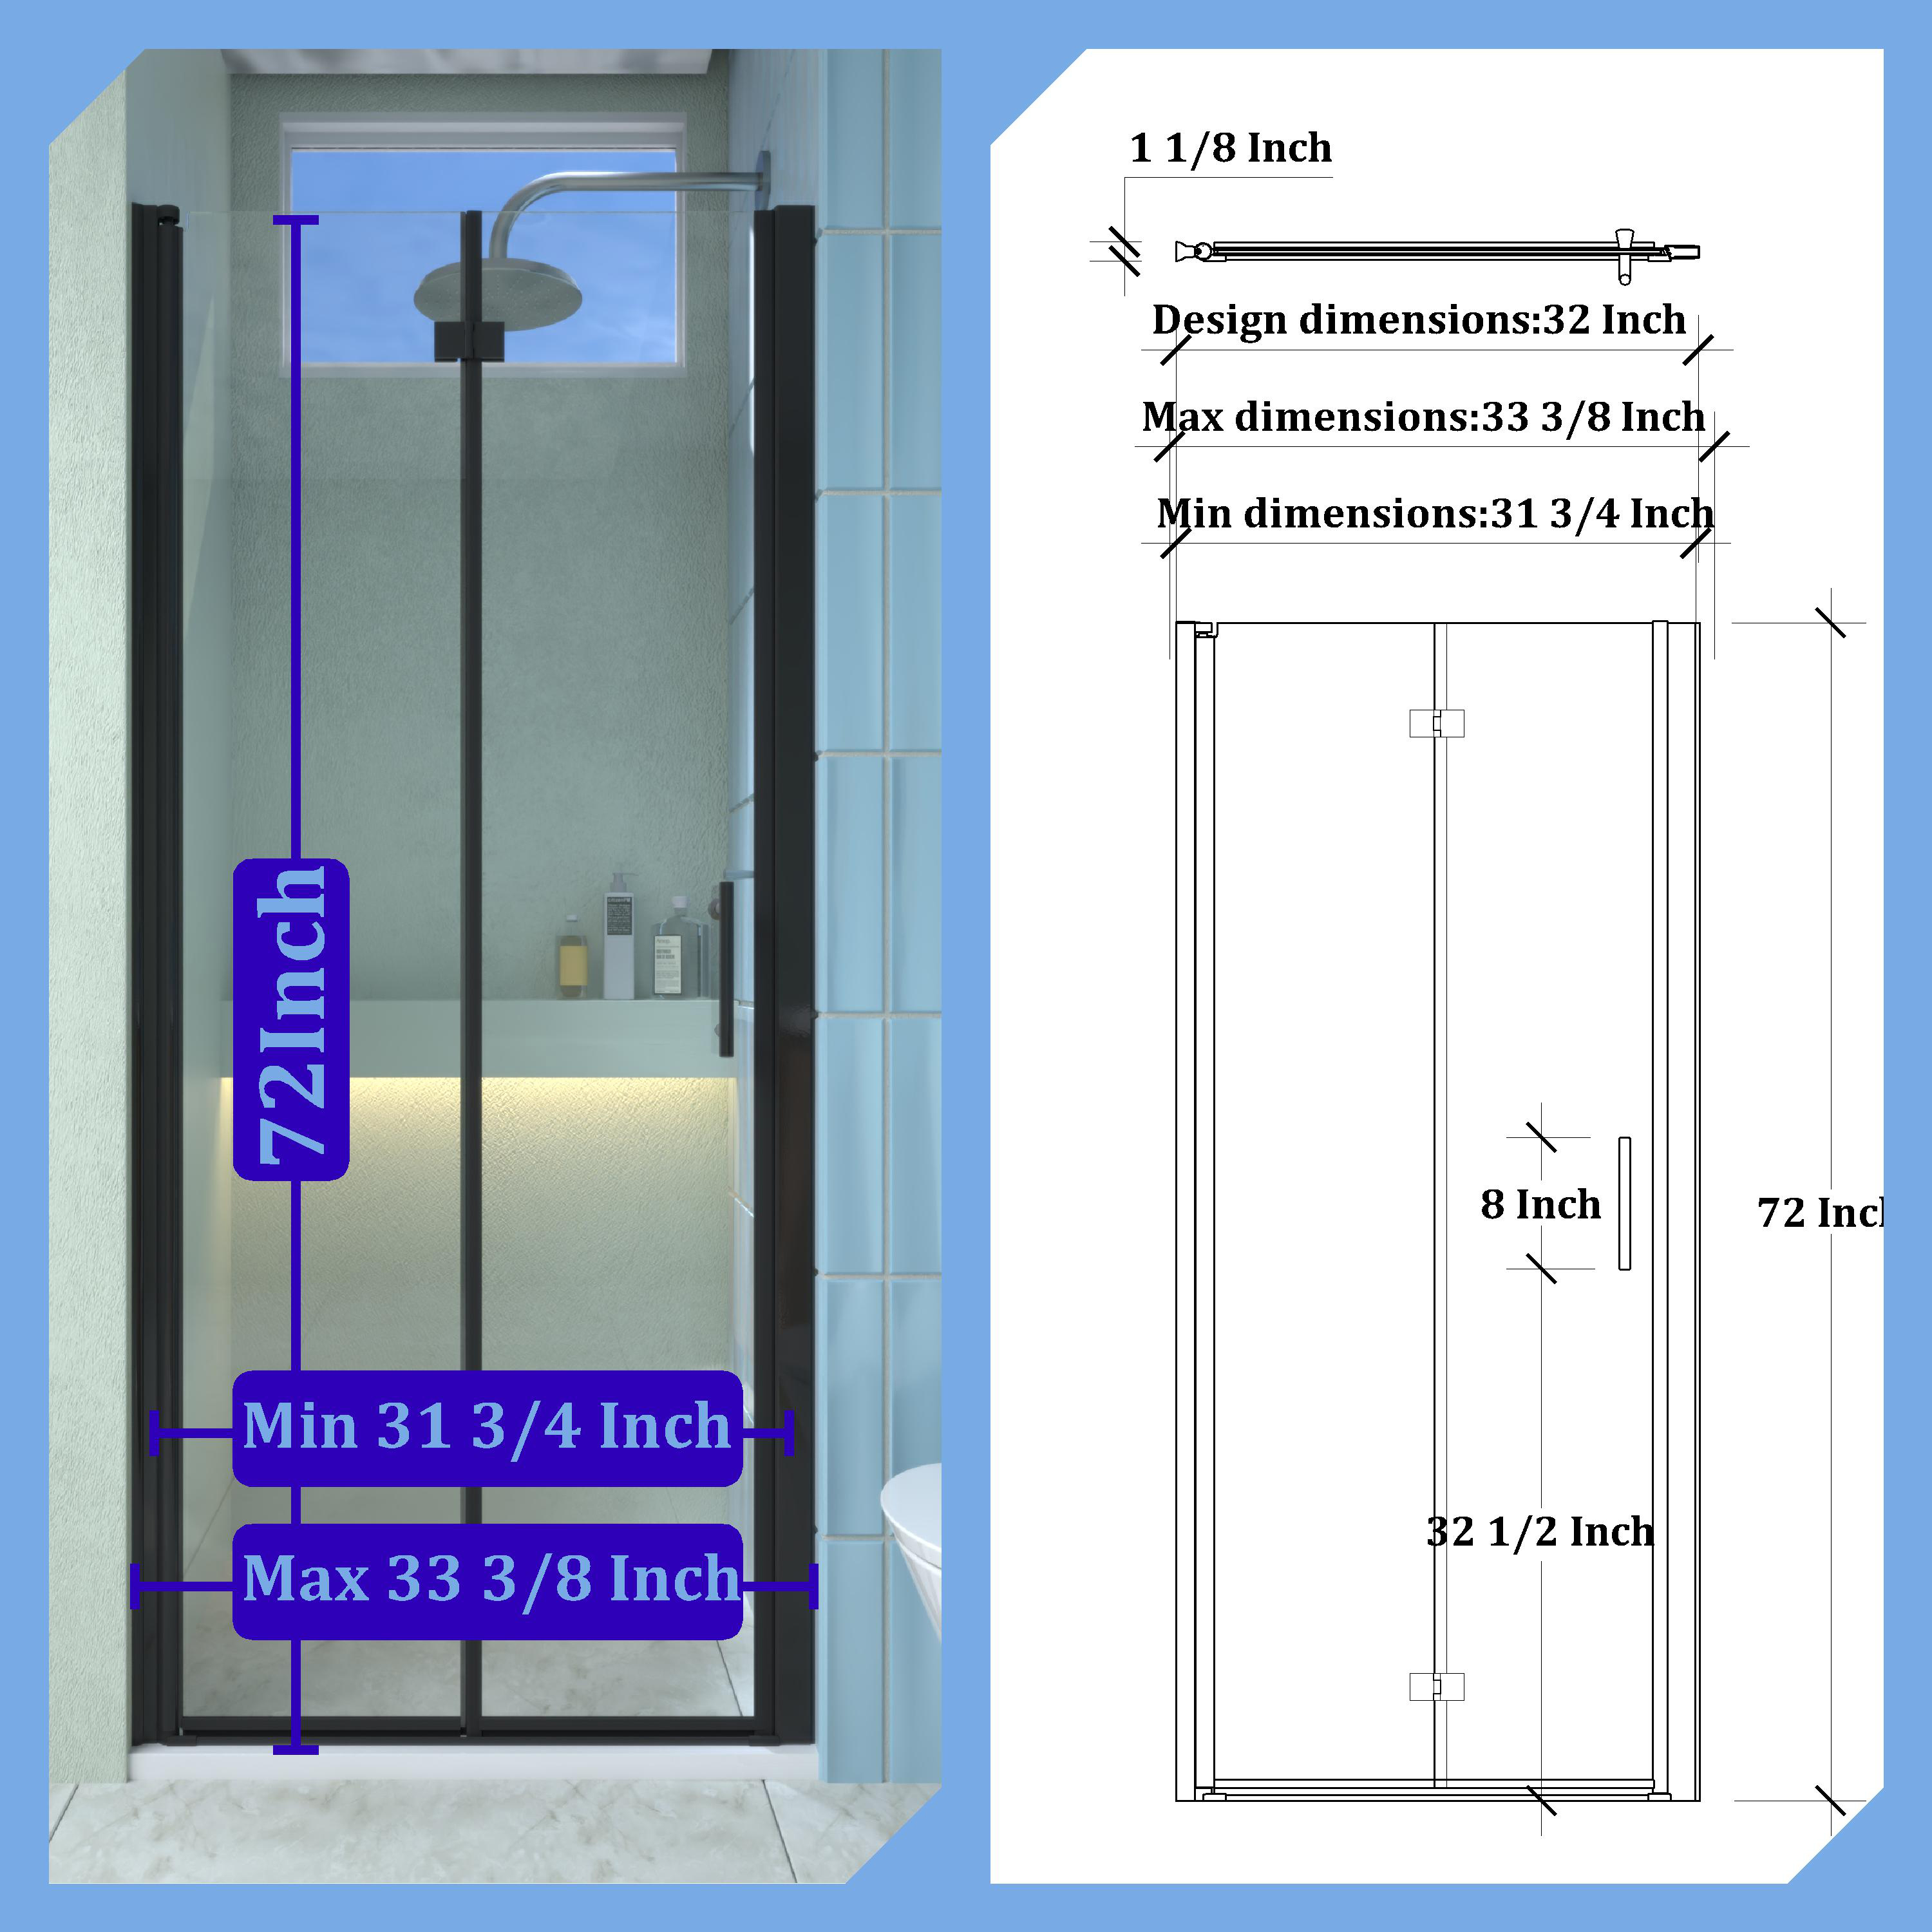 72Inch
Min 31 3/4 Inch
Max 33 3/8 Inch
1 1/8 Inch
Design dimensions:32 Inch
Max dimensions:33 3/8 Inch
Min dimensions:31 3/4 Inch
8 Inch
72 Inch
32 1/2 Inch